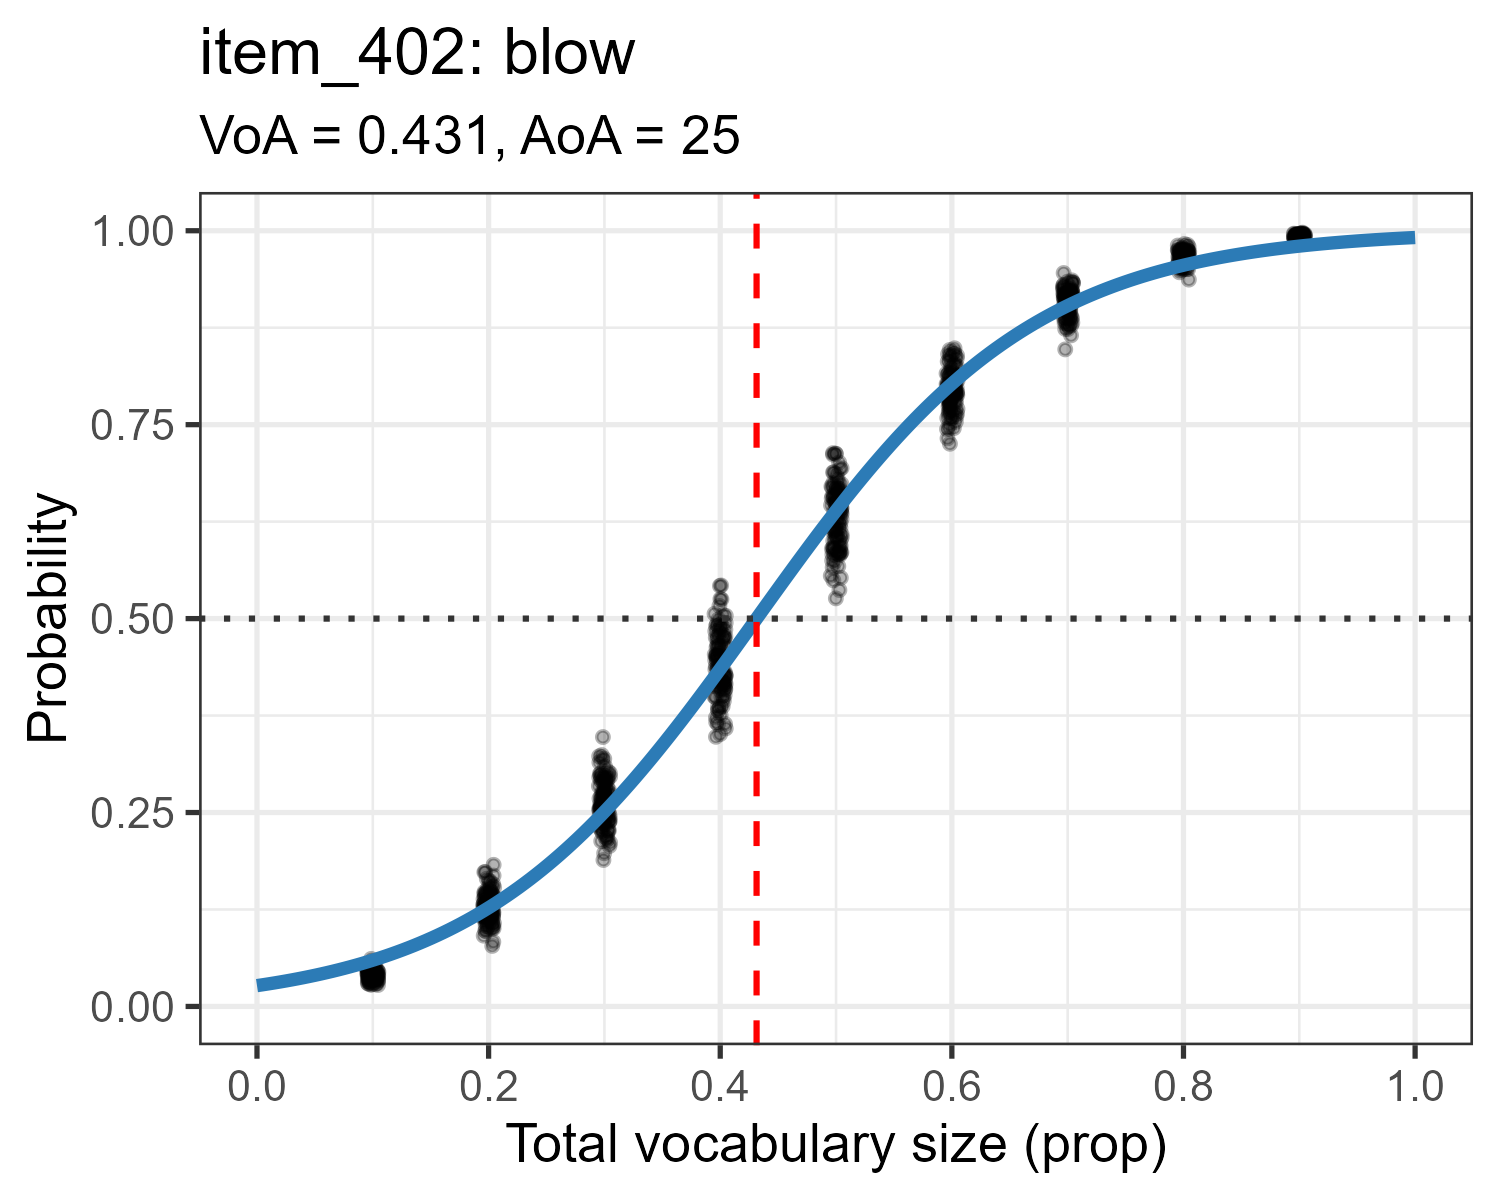 item_402: blow
VoA = 0.431, AoA = 25
1.00
0.75
0.50
0.25
0.00
Probability
0.0 0.2 0.4 0.6 0.8 1.0
Total vocabulary size (prop)